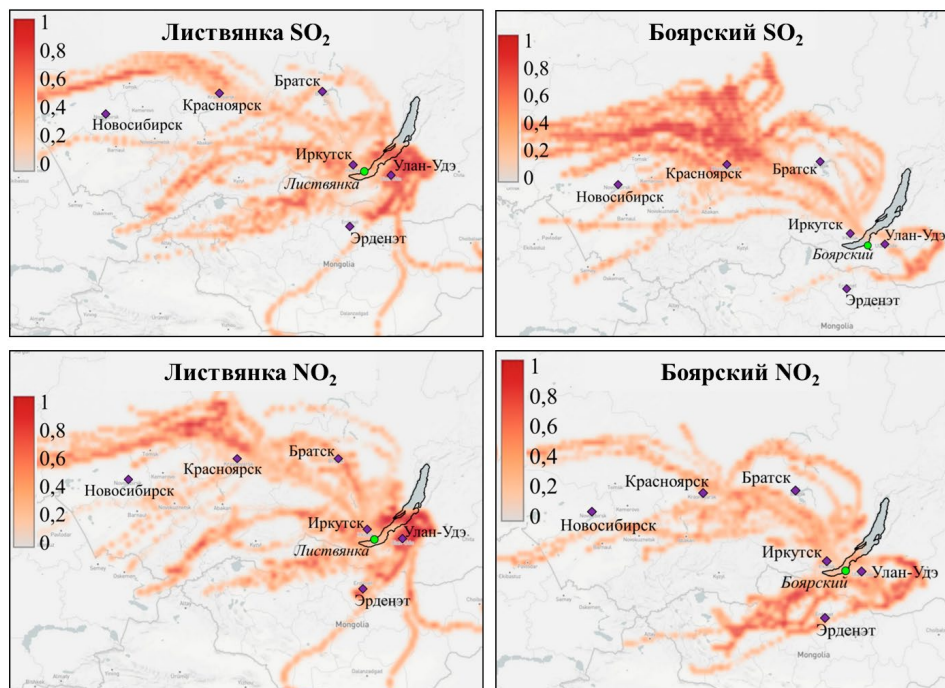 Листвянка SO₂
1
0,8
0,6
0,4
0,2
0
Братск
Красноярск
Новосибирск
Иркутск
Улан-Удэ
Листвянка
Эрденэт
Mongolia
Боярский SO₂
1
0,8
0,6
0,4
0,2
0
Красноярск
Братск
Новосибирск
Иркутск
Улан-Удэ
Боярский
Эрденэт
Mongolia
Листвянка NO₂
1
0,8
0,6
0,4
0,2
0
Братск
Красноярск
Новосибирск
Иркутск
Улан-Удэ
Листвянка
Эрденэт
Mongolia
Боярский NO₂
1
0,8
0,6
0,4
0,2
0
Красноярск
Братск
Новосибирск
Иркутск
Улан-Удэ
Боярский
Эрденэт
Mongolia